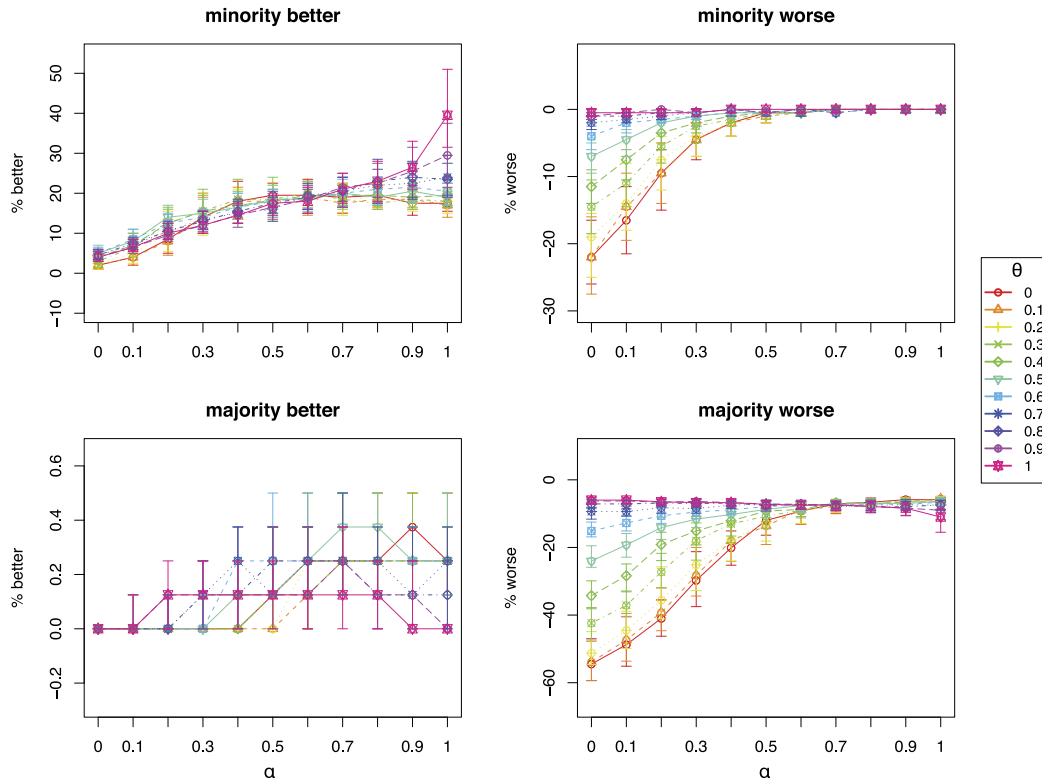 minority better
% better
50
40
30
20
10
0
−10
0 0.1 0.3 0.5 0.7 0.9 1
minority worse
% worse
0
−10
−20
−30
0 0.1 0.3 0.5 0.7 0.9 1
θ
0
0.1
0.2
0.3
0.4
0.5
0.6
0.7
0.8
0.9
1
majority better
% better
0.6
0.4
0.2
0.0
−0.2
0 0.1 0.3 0.5 0.7 0.9 1
α
majority worse
% worse
0
−20
−40
−60
0 0.1 0.3 0.5 0.7 0.9 1
α